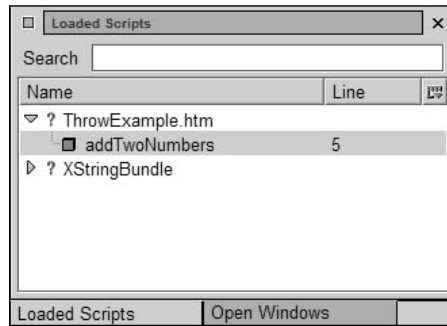 Loaded Scripts
Search
Name Line
? ThrowExample.htm
addTwoNumbers 5
? XStringBundle
Loaded Scripts Open Windows